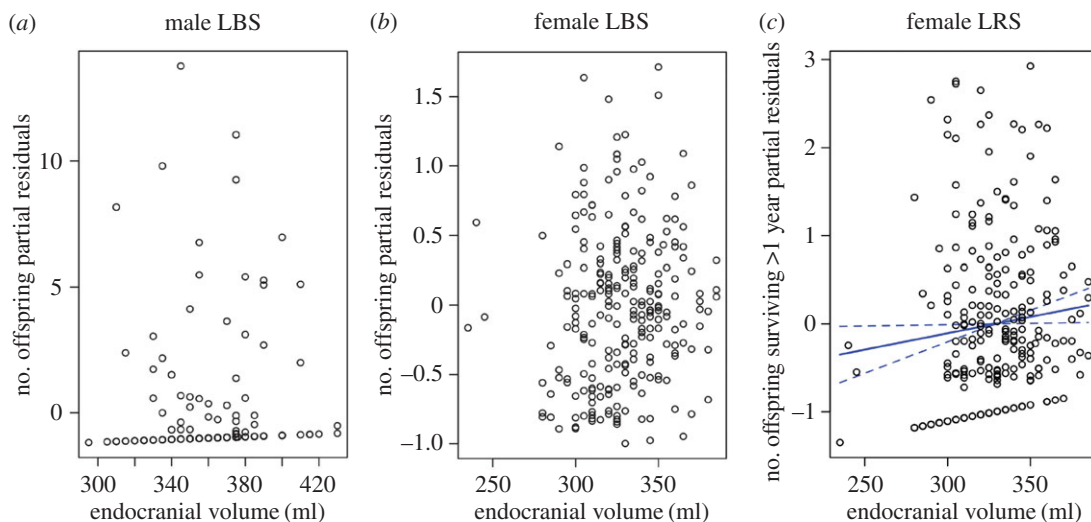 (a) male LBS
no. offspring partial residuals
10
5
0
300 340 380 420
endocranial volume (ml)
(b) female LBS
no. offspring partial residuals
1.5
1.0
0.5
0
−0.5
−1.0
250 300 350
endocranial volume (ml)
(c) female LRS
no. offspring surviving >1 year partial residuals
3
2
1
0
−1
250 300 350
endocranial volume (ml)